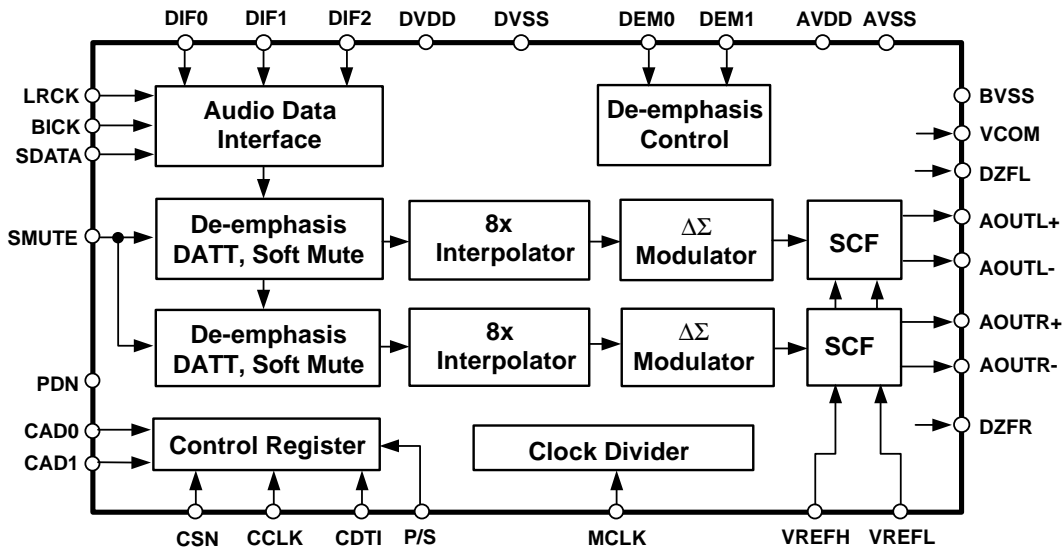 DIF0 DIF1 DIF2 DVDD DVSS DEM0 DEM1 AVDD AVSS
LRCK
BICK
SDATA
Audio Data
Interface
De-emphasis
Control
BVSS
VCOM
DZFL
SMUTE
De-emphasis
DATT, Soft Mute
8x
Interpolator
ΔΣ
Modulator
SCF
AOUTL+
AOUTL-
De-emphasis
DATT, Soft Mute
8x
Interpolator
ΔΣ
Modulator
SCF
AOUTR+
AOUTR-
PDN
CAD0
CAD1
Control Register
Clock Divider
DZFR
CSN CCLK CDTI P/S MCLK VREFH VREFL